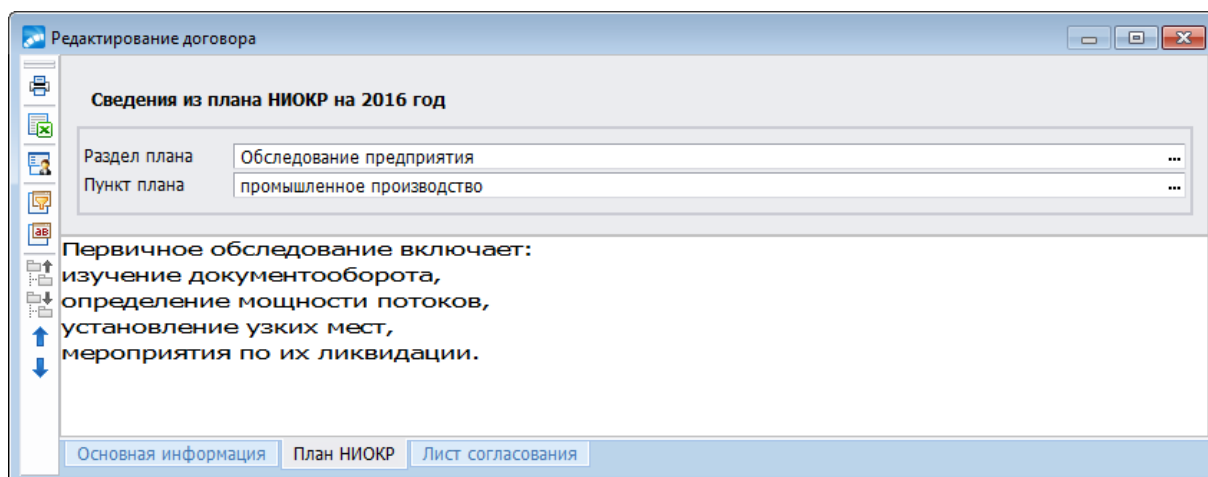 Редактирование договора
Сведения из плана НИОКР на 2016 год
Раздел плана Обследование предприятия ...
Пункт плана промышленное производство ...
Первичное обследование включает:
изучение документооборота,
определение мощности потоков,
установление узких мест,
мероприятия по их ликвидации.
Основная информация План НИОКР Лист согласования